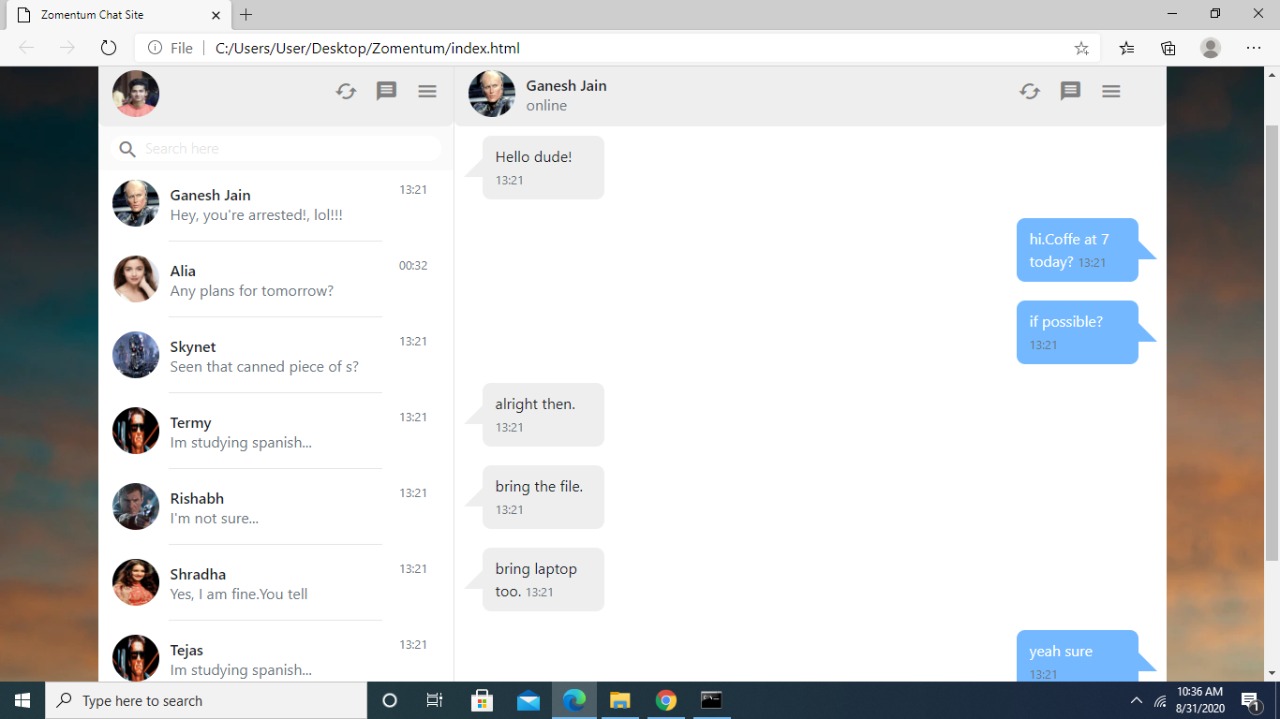 Zomentum Chat Site
File
C:/Users/User/Desktop/Zomentum/index.html
Search here
Ganesh Jain 13:21
Hey, you're arrested!, lol!!!
Alia 00:32
Any plans for tomorrow?
Skynet 13:21
Seen that canned piece of s?
Termy 13:21
Im studying spanish...
Rishabh 13:21
I'm not sure...
Shradha 13:21
Yes, I am fine.You tell
Tejas 13:21
Im studying spanish...
Ganesh Jain
online
Hello dude!
13:21
hi.Coffe at 7
today? 13:21
if possible?
13:21
alright then.
13:21
bring the file.
13:21
bring laptop
too. 13:21
yeah sure
13:21
Type here to search
10:36 AM
8/31/2020
1